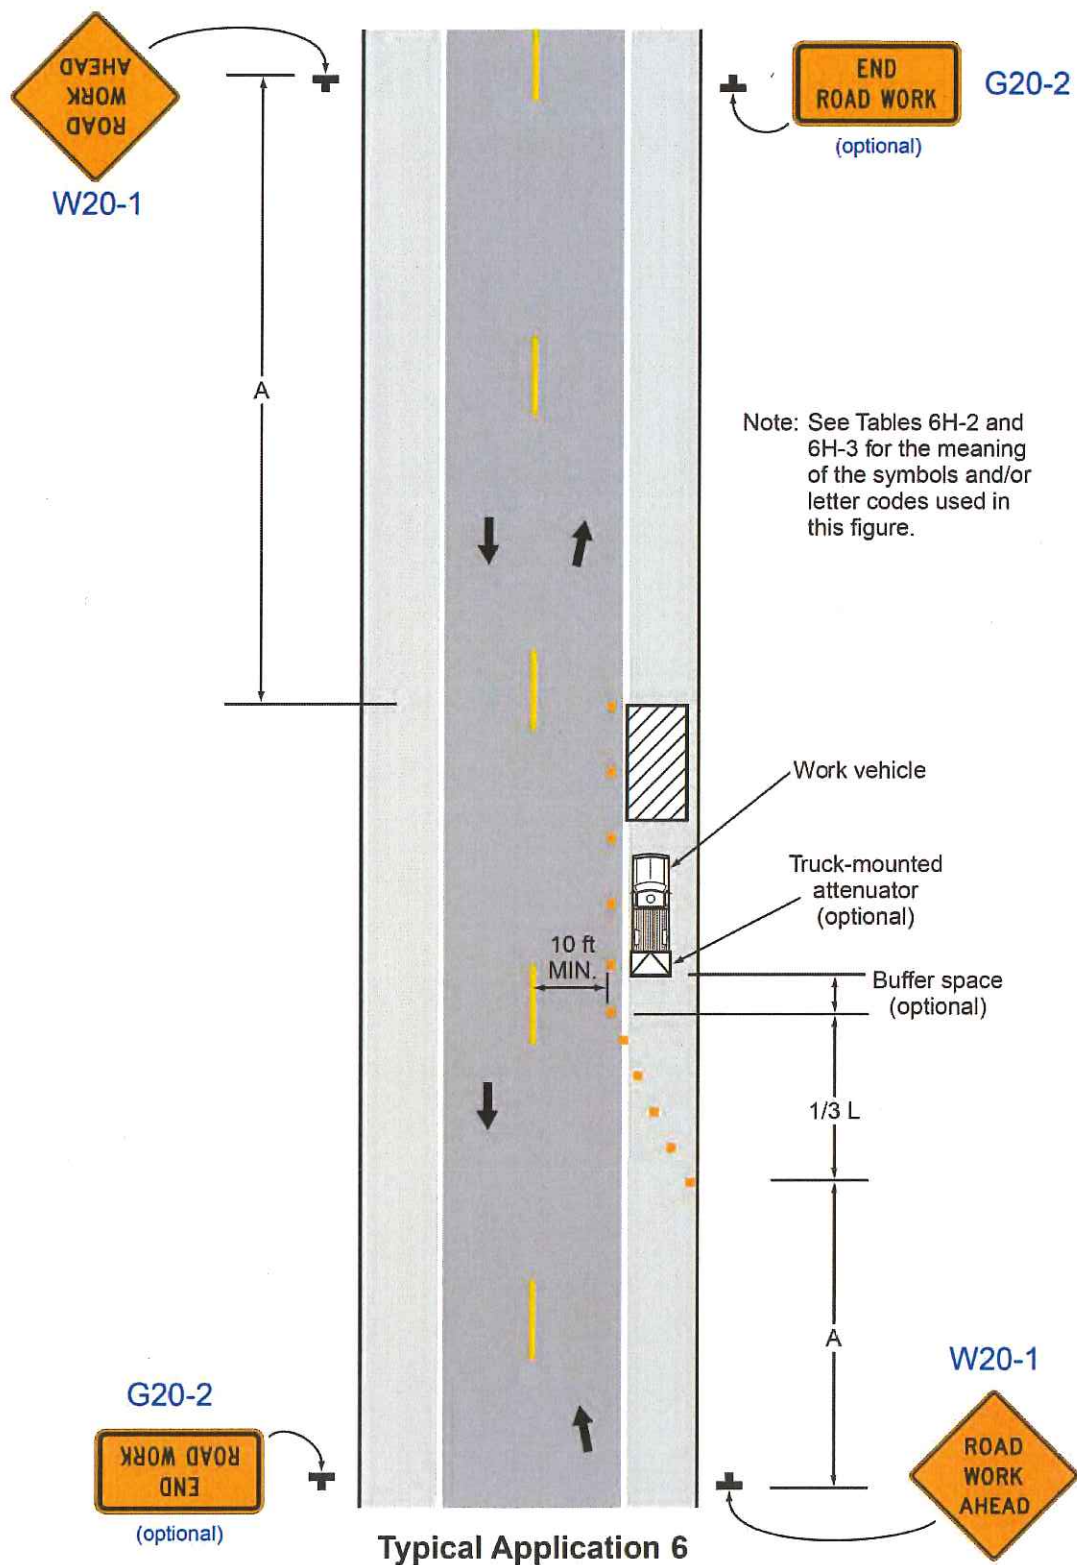 ROAD
WORK
AHEAD
W20-1
END
ROAD WORK
(optional)
G20-2
A
Note: See Tables 6H-2 and
6H-3 for the meaning
of the symbols and/or
letter codes used in
this figure.
Work vehicle
Truck-mounted
attenuator
(optional)
10 ft
MIN.
Buffer space
(optional)
1/3 L
A
G20-2
END
ROAD WORK
(optional)
W20-1
ROAD
WORK
AHEAD
Typical Application 6